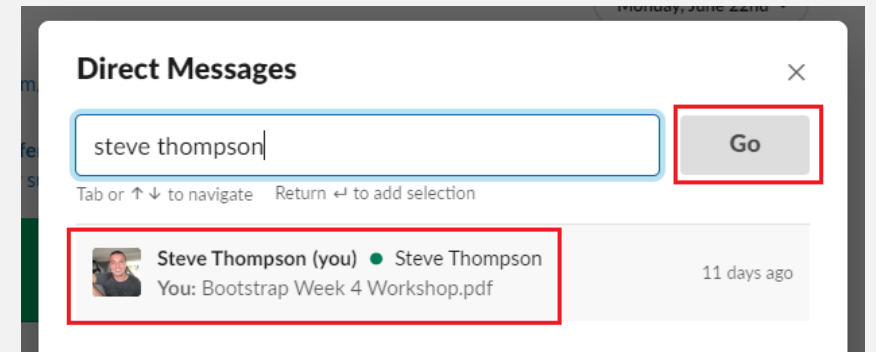 Monday, June 22nd
Direct Messages
steve thompson
Go
Tab or ↑ ↓ to navigate Return ↵ to add selection
Steve Thompson (you) ● Steve Thompson
11 days ago
You: Bootstrap Week 4 Workshop.pdf